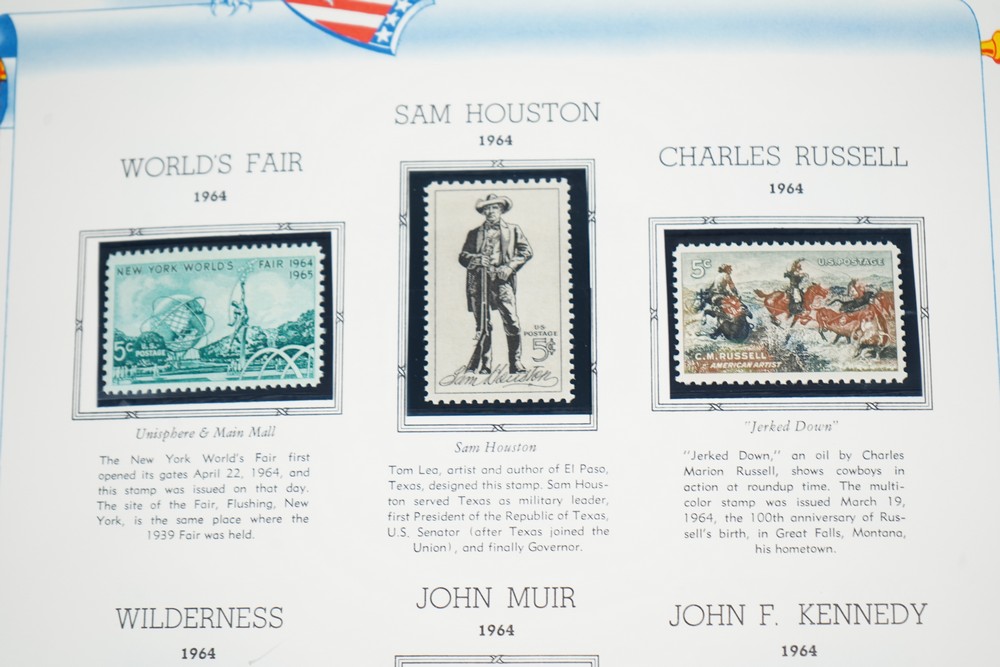 WORLD'S FAIR
1964
NEW YORK WORLD'S FAIR 1964
1965
5c POSTAGE
Unisphere & Main Mall
The New York World's Fair first
opened its gates April 22, 1964, and
this stamp was issued on that day.
The site of the Fair, Flushing, New
York, is the same place where the
1939 Fair was held.
SAM HOUSTON
1964
U.S.
POSTAGE
5¢
Sam Houston
Sam Houston
Tom Lea, artist and author of El Paso,
Texas, designed this stamp. Sam Hous-
ton served Texas as military leader,
first President of the Republic of Texas,
U.S. Senator (after Texas joined the
Union), and finally Governor.
CHARLES RUSSELL
1964
5¢ U.S. POSTAGE
C.M. RUSSELL
AMERICAN ARTIST
"Jerked Down"
"Jerked Down," an oil by Charles
Marion Russell, shows cowboys in
action at roundup time. The multi-
color stamp was issued March 19,
1964, the 100th anniversary of Rus-
sell's birth, in Great Falls, Montana,
his hometown.
WILDERNESS
1964
JOHN MUIR
1964
JOHN F. KENNEDY
1964